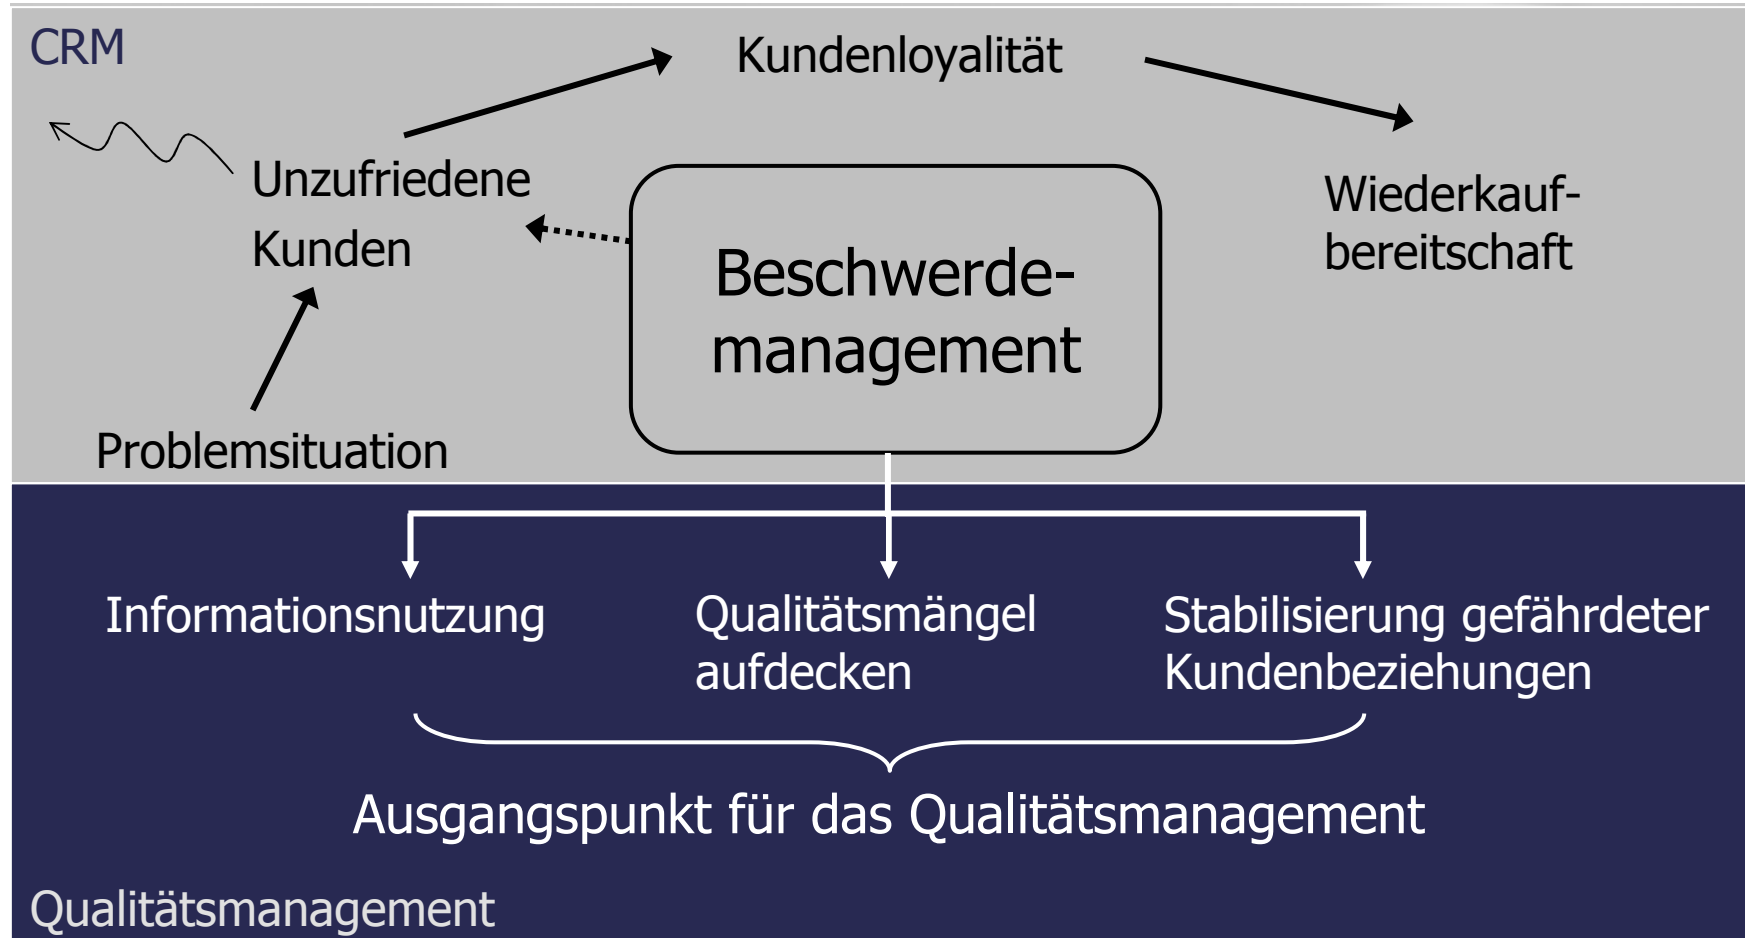 CRM
Kundenloyalität
Unzufriedene
Kunden
Wiederkauf-
bereitschaft
Beschwerde-
management
Problemsituation
Informationsnutzung
Qualitätsmängel
aufdecken
Stabilisierung gefährdeter
Kundenbeziehungen
Ausgangspunkt für das Qualitätsmanagement
Qualitätsmanagement